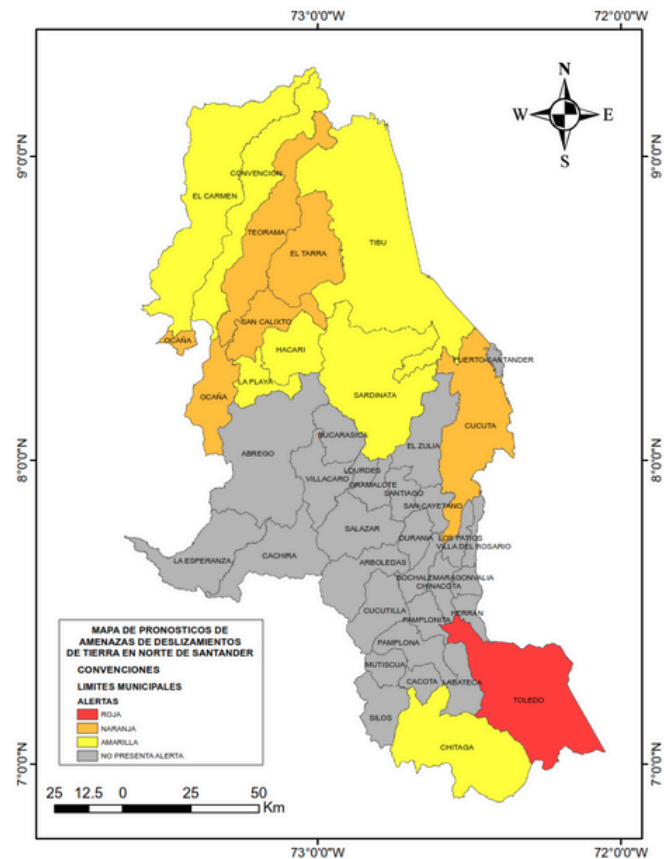 73°0'0"W
72°0'0"W
N
W
E
S
9°0'0"N
9°0'0"N
CONVENCIÓN
EL CARMEN
TEORAMA
TIBU
EL TARRA
SAN CALIXTO
OCAÑA
HACARI
PUERTO SANTANDER
LA PLAYA
SARDINATA
OCAÑA
CUCUTA
BUCARASICA
8°0'0"N
ABREGO
EL ZULIA
8°0'0"N
LOURDES
VILLACARO
GRAMALOTE
SANTIAGO
SAN CAYETANO
SALAZAR
DURANIA
LOS PATIOS
VILLA DEL ROSARIO
LA ESPERANZA
CACHIRA
ARBOLEDAS
BOCHALEMA
RAGONVALIA
CHINACOTA
CUCUTILLA
HERRAN
PAMPLONITA
PAMPLONA
MUTISCUA
CACOTA
LABATECA
TOLEDO
SILOS
CHITAGA
MAPA DE PRONOSTICOS DE
AMENAZAS DE DESLIZAMIENTOS
DE TIERRA EN NORTE DE SANTANDER
CONVENCIONES
LIMITES MUNICIPALES
ALERTAS
ROJA
NARANJA
AMARILLA
NO PRESENTA ALERTA
7°0'0"N
7°0'0"N
25 12.5 0 25 50
Km
73°0'0"W
72°0'0"W